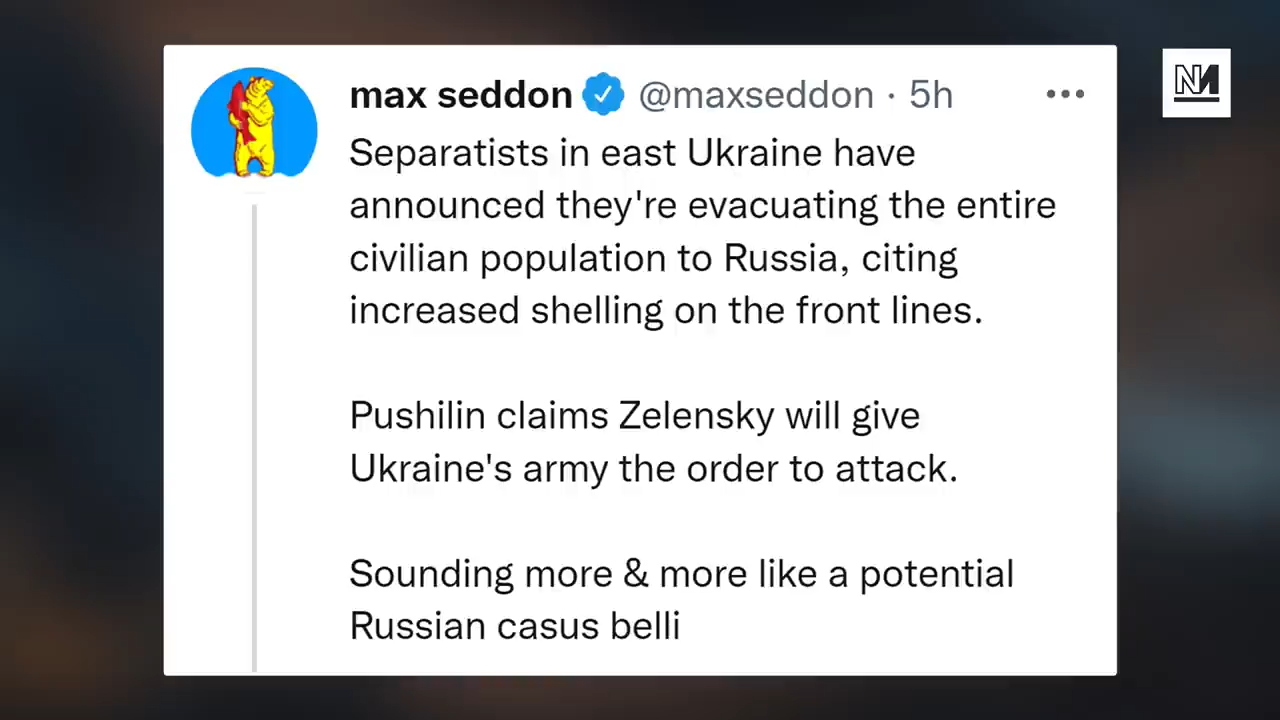 max seddon @maxseddon · 5h
NM
Separatists in east Ukraine have
announced they're evacuating the entire
civilian population to Russia, citing
increased shelling on the front lines.
Pushilin claims Zelensky will give
Ukraine's army the order to attack.
Sounding more & more like a potential
Russian casus belli